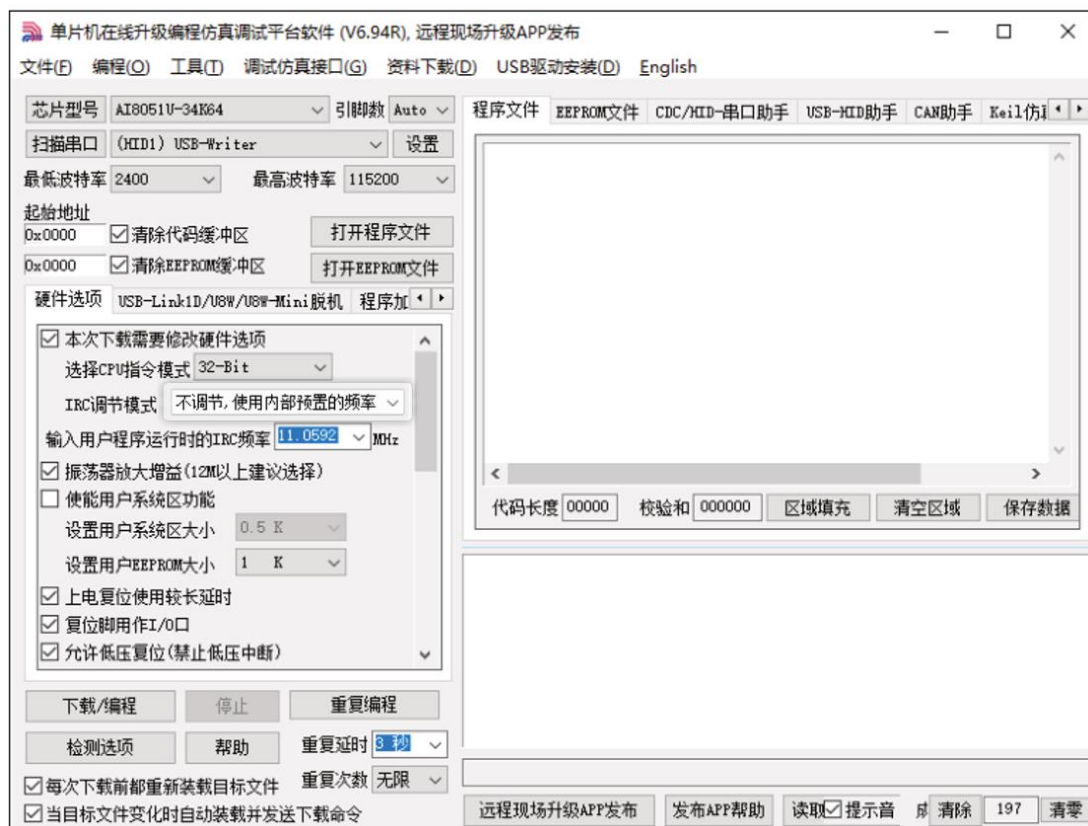 单片机在线升级编程仿真调试平台软件 (V6.94R), 远程现场升级APP发布
文件(F) 编程(O) 工具(T) 调试仿真接口(G) 资料下载(D) USB驱动安装(D) English
芯片型号 AI8051U-34K64 引脚数 Auto
扫描串口 (HID1) USB-Writer 设置
最低波特率 2400 最高波特率 115200
起始地址
0x0000 清除代码缓冲区 打开程序文件
0x0000 清除EEPROM缓冲区 打开EEPROM文件
硬件选项 USB-Link1D/U8W/U8W-Mini脱机 程序加
本次下载需要修改硬件选项
选择CPU指令模式 32-Bit
IRC调节模式 不调节,使用内部预置的频率
输入用户程序运行时的IRC频率 11.0592 MHz
振荡器放大增益(12M以上建议选择)
使能用户系统区功能
设置用户系统区大小 0.5 K
设置用户EEPROM大小 1 K
上电复位使用较长延时
复位脚用作I/O口
允许低压复位(禁止低压中断)
下载/编程 停止 重复编程
检测选项 帮助 重复延时 3 秒
每次下载前都重新装载目标文件 重复次数 无限
当目标文件变化时自动装载并发送下载命令
程序文件 EEPROM文件 CDC/HID-串口助手 USB-HID助手 CAN助手 Keil仿
代码长度 00000 校验和 000000 区域填充 清空区域 保存数据
远程现场升级APP发布 发布APP帮助 读取 提示音 成 清除 197 清零